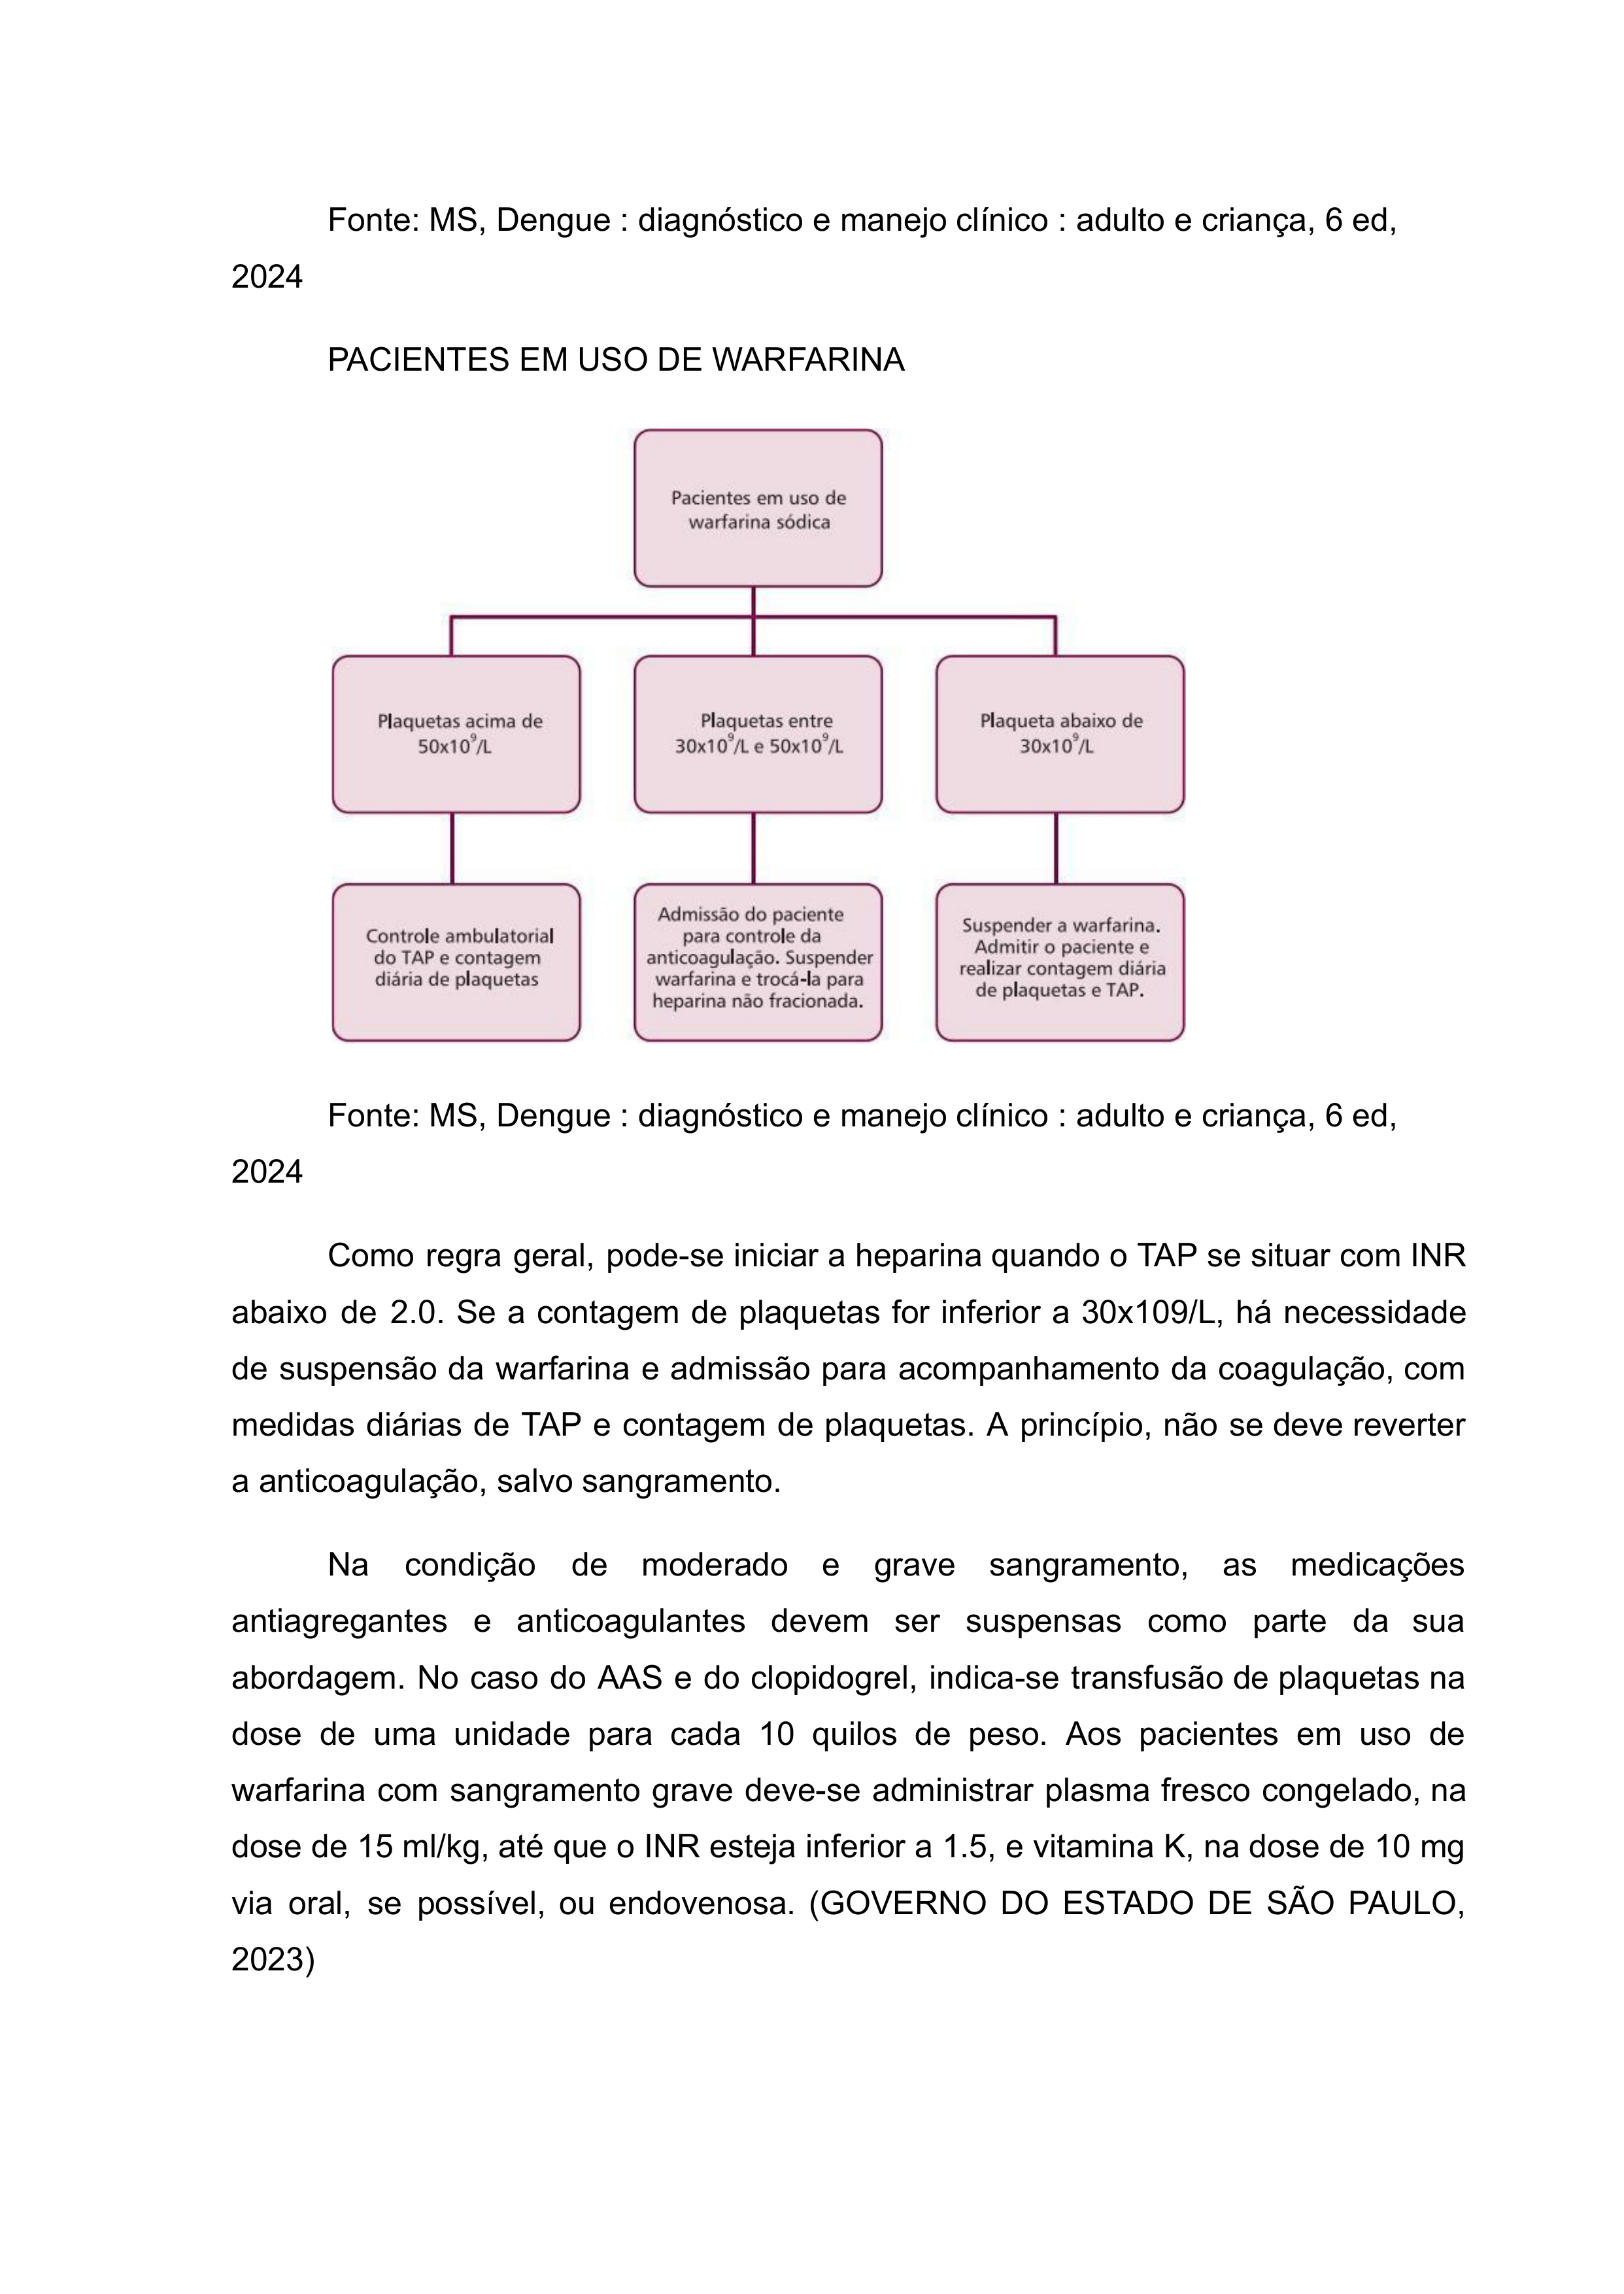 Fonte: MS, Dengue : diagnóstico e manejo clínico : adulto e criança, 6 ed,
2024
PACIENTES EM USO DE WARFARINA
Pacientes em uso de
warfarina sódica
Plaquetas acima de
50x10⁹/L
Plaquetas entre
30x10⁹/L e 50x10⁹/L
Plaqueta abaixo de
30x10⁹/L
Controle ambulatorial
do TAP e contagem
diária de plaquetas
Admissão do paciente
para controle da
anticoagulação. Suspender
warfarina e trocá-la para
heparina não fracionada.
Suspender a warfarina.
Admitir o paciente e
realizar contagem diária
de plaquetas e TAP.
Fonte: MS, Dengue : diagnóstico e manejo clínico : adulto e criança, 6 ed,
2024
Como regra geral, pode-se iniciar a heparina quando o TAP se situar com INR
abaixo de 2.0. Se a contagem de plaquetas for inferior a 30x109/L, há necessidade
de suspensão da warfarina e admissão para acompanhamento da coagulação, com
medidas diárias de TAP e contagem de plaquetas. A princípio, não se deve reverter
a anticoagulação, salvo sangramento.
Na condição de moderado e grave sangramento, as medicações
antiagregantes e anticoagulantes devem ser suspensas como parte da sua
abordagem. No caso do AAS e do clopidogrel, indica-se transfusão de plaquetas na
dose de uma unidade para cada 10 quilos de peso. Aos pacientes em uso de
warfarina com sangramento grave deve-se administrar plasma fresco congelado, na
dose de 15 ml/kg, até que o INR esteja inferior a 1.5, e vitamina K, na dose de 10 mg
via oral, se possível, ou endovenosa. (GOVERNO DO ESTADO DE SÃO PAULO,
2023)